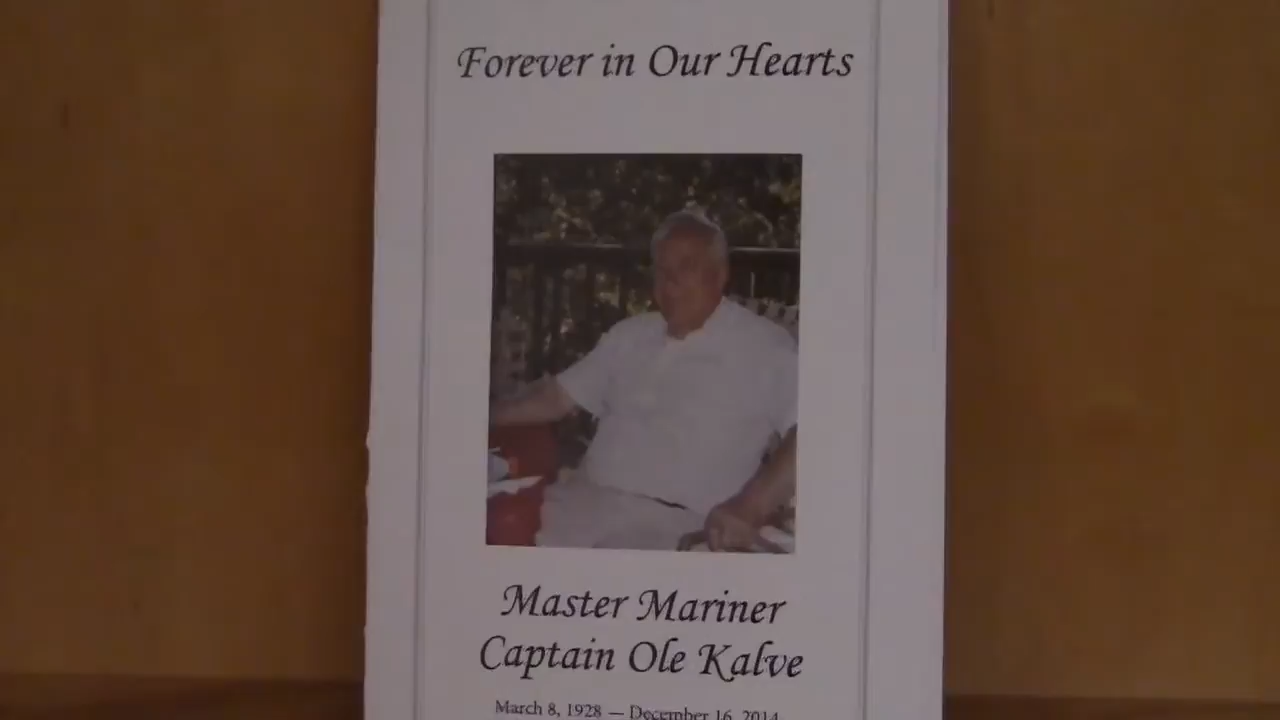 Forever in Our Hearts
Master Mariner
Captain Ole Kalve
March 8, 1928 — December 16, 2014